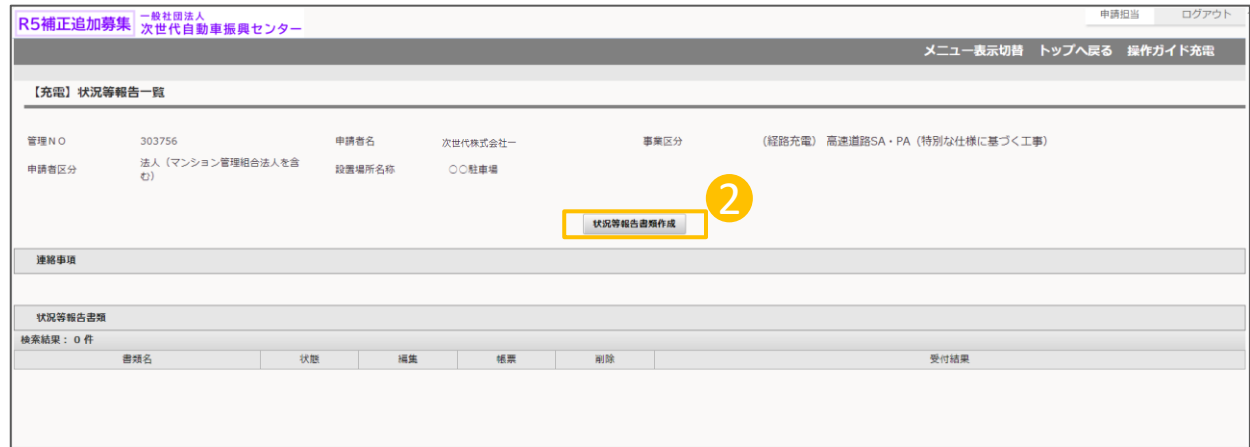 R5補正追加募集 一般社団法人
次世代自動車振興センター
申請担当 ログアウト
メニュー表示切替 トップへ戻る 操作ガイド充電
【充電】状況等報告一覧
管理NO 303756 申請者名 次世代株式会社一 事業区分 (経路充電) 高速道路SA・PA(特別な仕様に基づく工事)
申請者区分 法人(マンション管理組合法人を含
む) 設置場所名称 〇〇駐車場
2
状況等報告書類作成
連絡事項
状況等報告書類
検索結果: 0 件
書類名 状態 編集 帳票 削除 受付結果